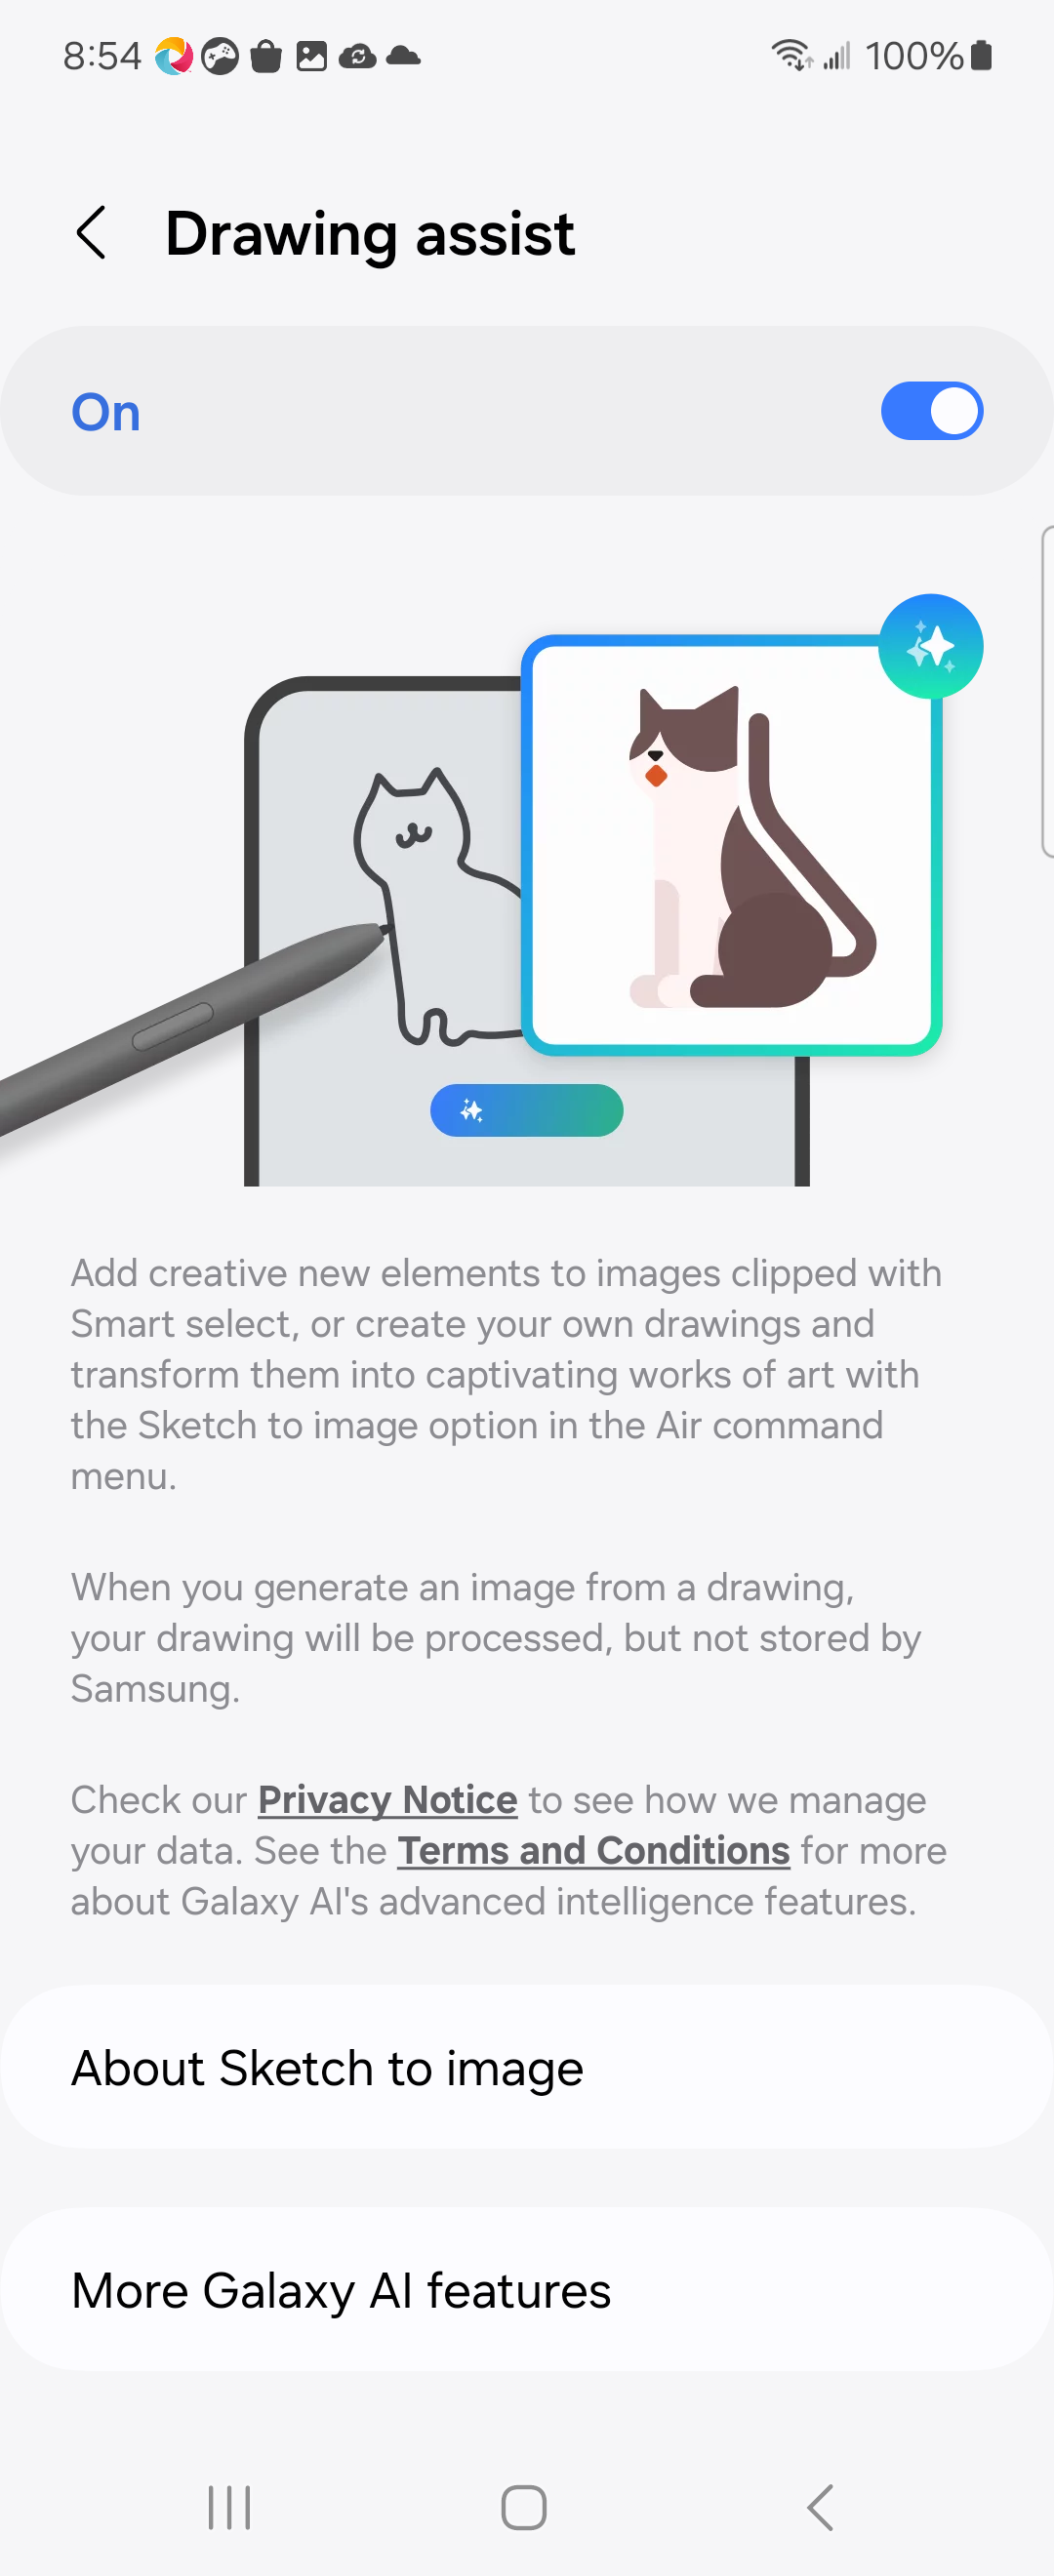 8:54
100%
Drawing assist
On
Add creative new elements to images clipped with
Smart select, or create your own drawings and
transform them into captivating works of art with
the Sketch to image option in the Air command
menu.
When you generate an image from a drawing,
your drawing will be processed, but not stored by
Samsung.
Check our Privacy Notice to see how we manage
your data. See the Terms and Conditions for more
about Galaxy AI's advanced intelligence features.
About Sketch to image
More Galaxy AI features